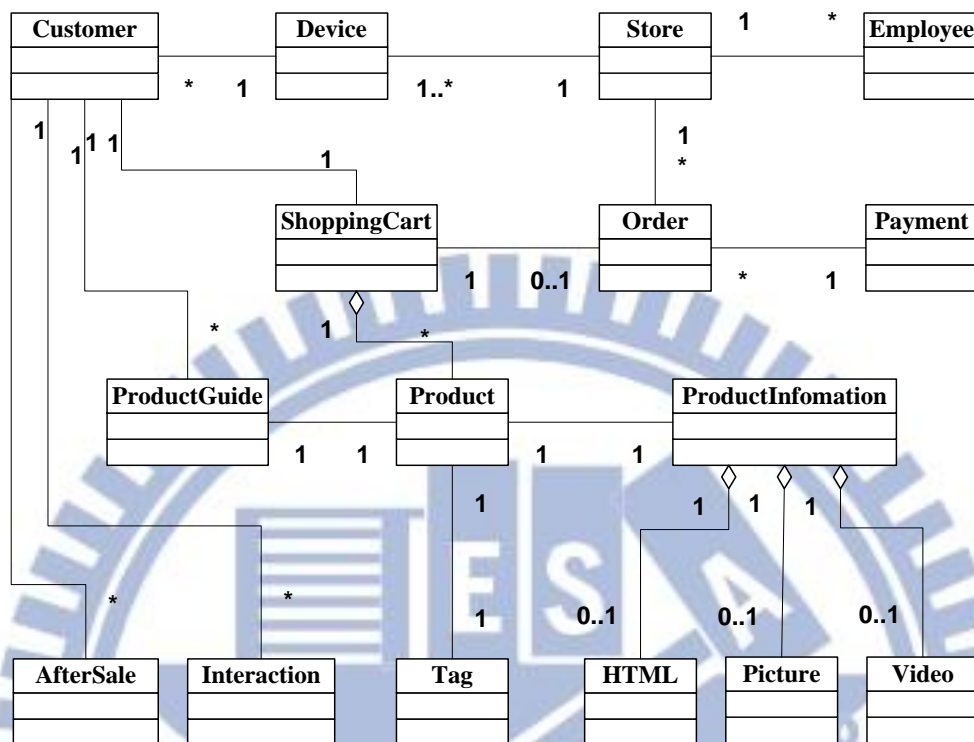 Customer
Device
Store
Employee
1
*
*
1
1..*
1
1
1
1
1
1
1
*
ShoppingCart
Order
Payment
1
0..1
*
1
*
1
*
ProductGuide
Product
ProductInfomation
1
1
1
1
1
1
1
1
*
*
1
0..1
0..1
0..1
AfterSale
Interaction
Tag
HTML
Picture
Video
E S A